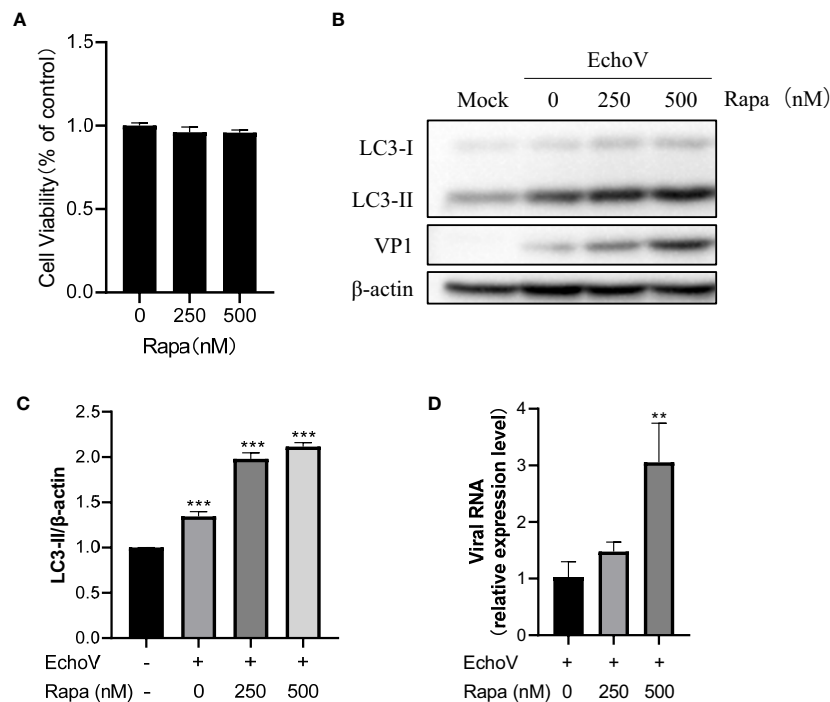 A
Cell Viability(% of control)
1.5
1.0
0.5
0.0
0 250 500
Rapa(nM)
B
EchoV
Mock 0 250 500 Rapa (nM)
LC3-I
LC3-II
VP1
β-actin
C
LC3-II/β-actin
2.5
2.0
1.5
1.0
0.5
0.0
*** *** ***
EchoV - + + +
Rapa (nM) - 0 250 500
D
Viral RNA
(relative expression level)
4
3
2
1
0
**
EchoV + + +
Rapa (nM) 0 250 500